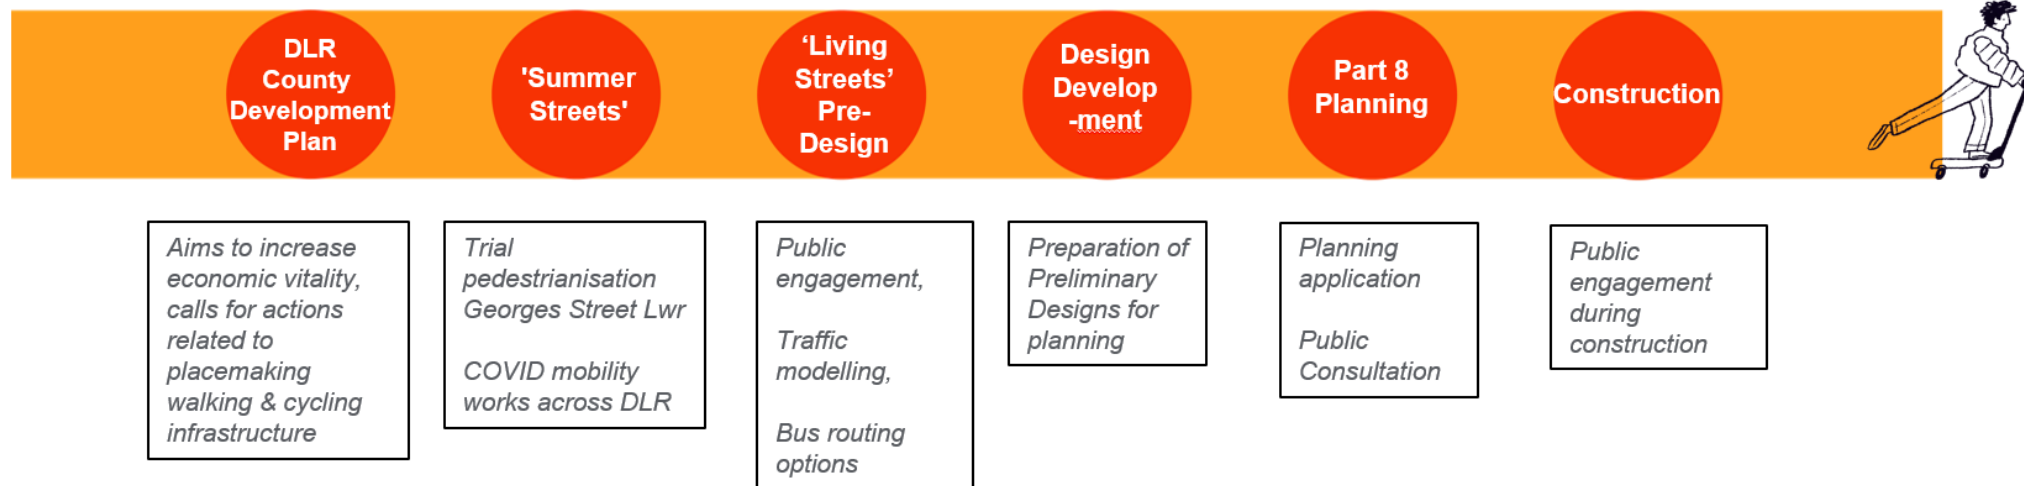 DLR
County
Development
Plan
'Summer
Streets'
‘Living
Streets’
Pre-
Design
Design
Develop
-ment
Part 8
Planning
Construction
Aims to increase
economic vitality,
calls for actions
related to
placemaking
walking & cycling
infrastructure
Trial
pedestrianisation
Georges Street Lwr
COVID mobility
works across DLR
Public
engagement,
Traffic
modelling,
Bus routing
options
Preparation of
Preliminary
Designs for
planning
Planning
application
Public
Consultation
Public
engagement
during
construction